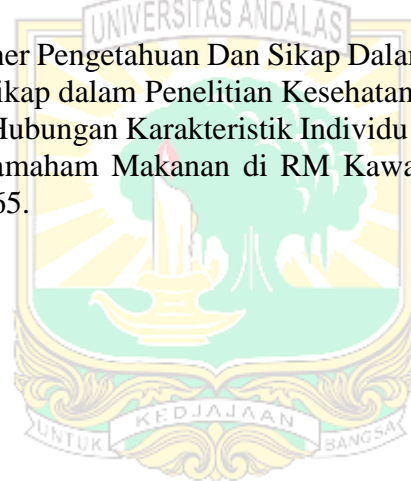 UNIVERSITAS ANDALAS
ner Pengetahuan Dan Sikap Dalam
ikap dalam Penelitian Kesehatan
Hubungan Karakteristik Individu
amaham Makanan di RM Kawa
65.
KEDJAJAAN
UNTUK BANGSA